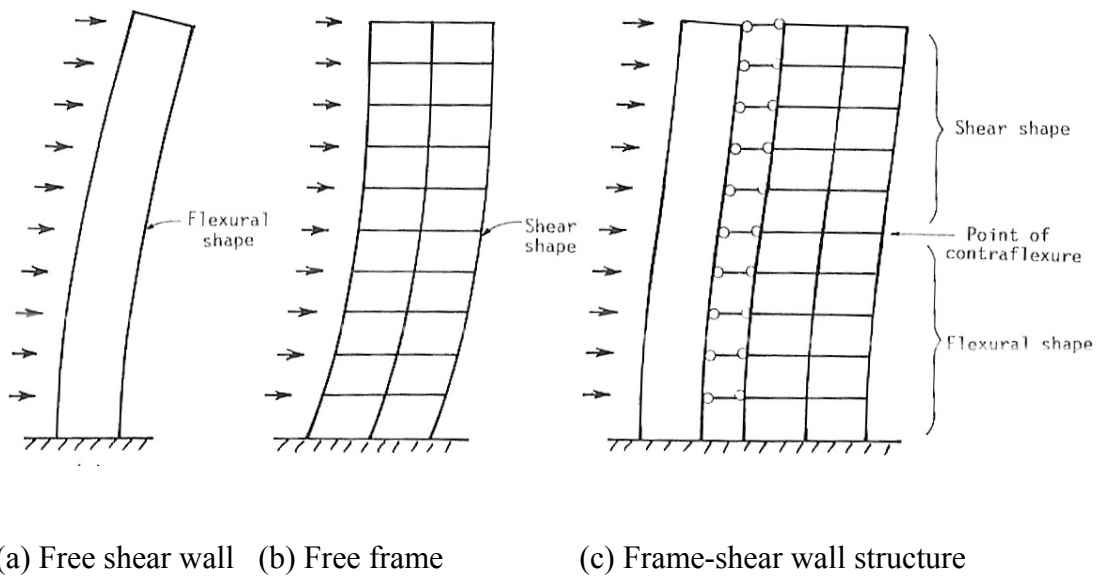 Flexural
shape
Shear
shape
Shear shape
Point of
contraflexure
Flexural shape
(a) Free shear wall (b) Free frame (c) Frame-shear wall structure